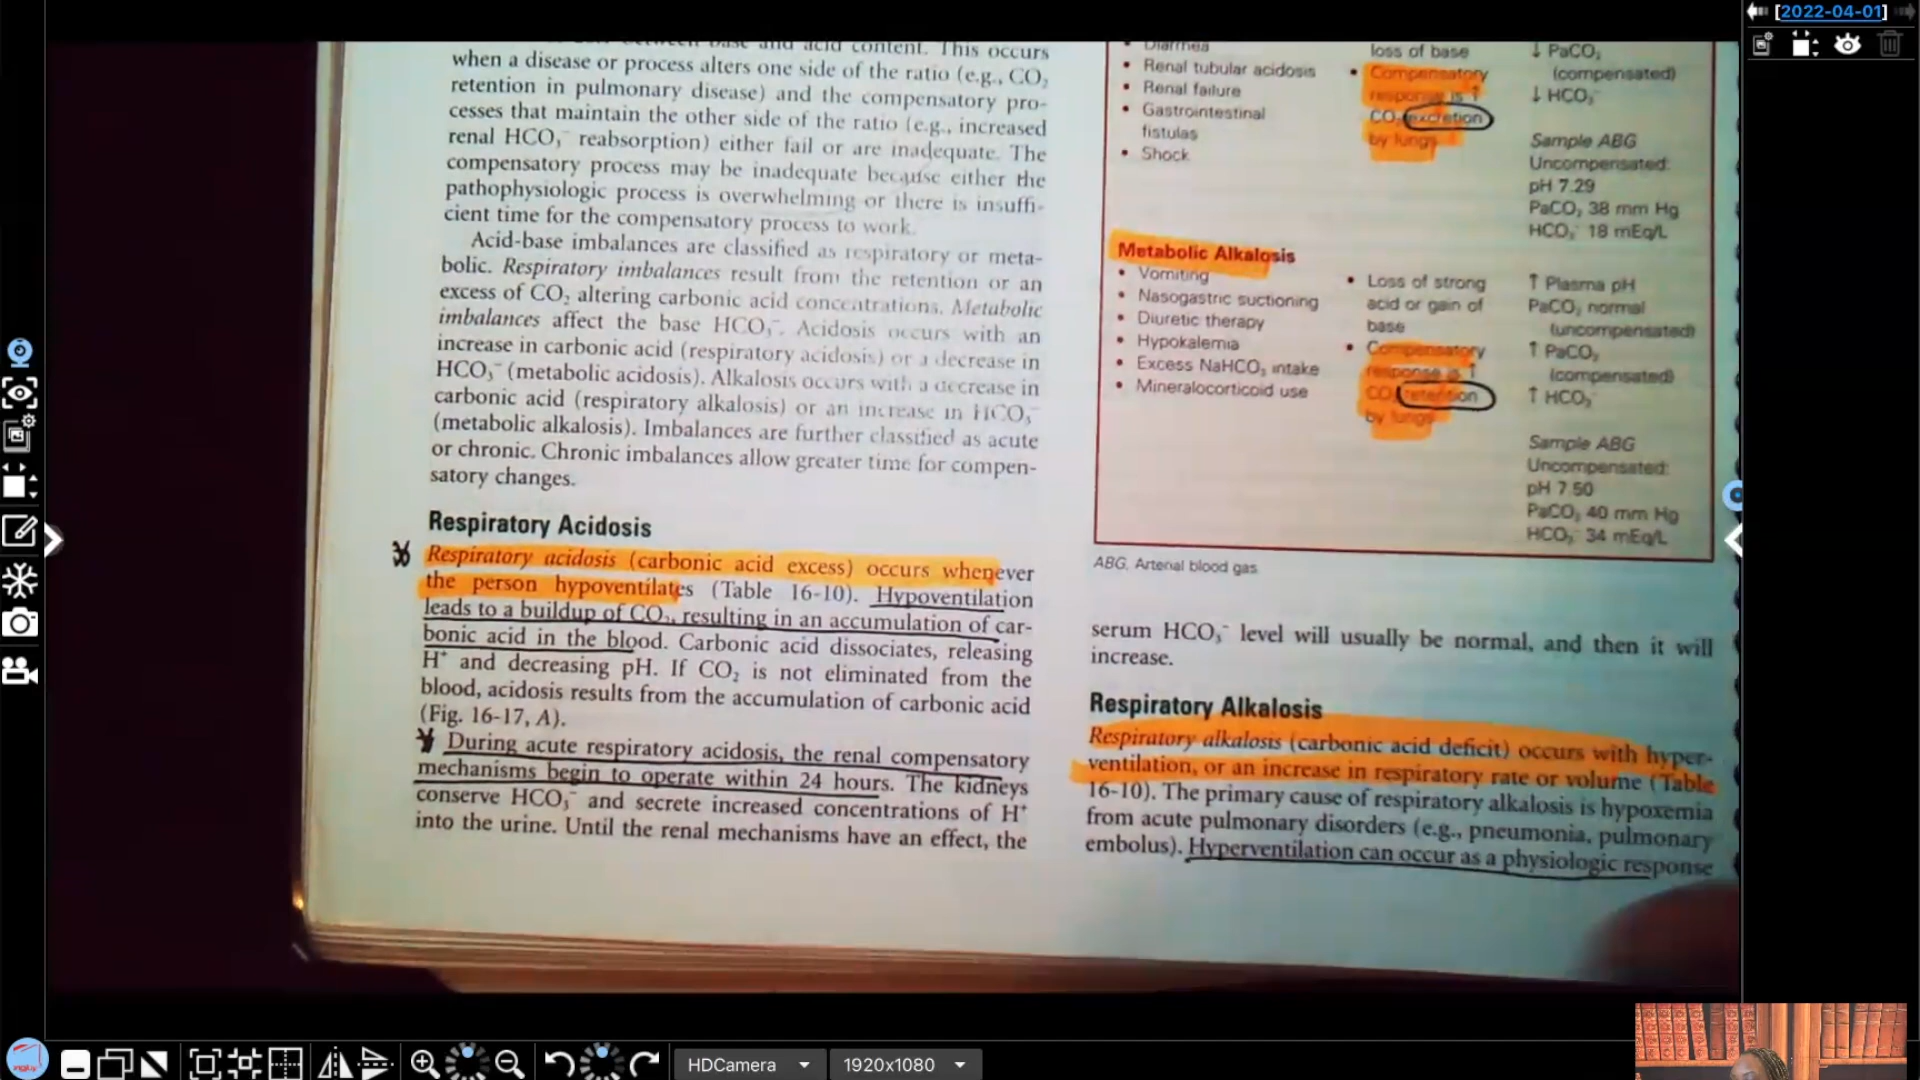 [2022-04-01]
base and acid content. This occurs
when a disease or process alters one side of the ratio (e.g., CO₂
retention in pulmonary disease) and the compensatory pro-
cesses that maintain the other side of the ratio (e.g., increased
renal HCO₃⁻ reabsorption) either fail or are inadequate. The
compensatory process may be inadequate because either the
pathophysiologic process is overwhelming or there is insuffi-
cient time for the compensatory process to work.
Acid-base imbalances are classified as respiratory or meta-
bolic. Respiratory imbalances result from the retention or an
excess of CO₂ altering carbonic acid concentrations. Metabolic
imbalances affect the base HCO₃⁻. Acidosis occurs with an
increase in carbonic acid (respiratory acidosis) or a decrease in
HCO₃⁻ (metabolic acidosis). Alkalosis occurs with a decrease in
carbonic acid (respiratory alkalosis) or an increase in HCO₃⁻
(metabolic alkalosis). Imbalances are further classified as acute
or chronic. Chronic imbalances allow greater time for compen-
satory changes.
Respiratory Acidosis
Respiratory acidosis (carbonic acid excess) occurs whenever
the person hypoventilates (Table 16-10). Hypoventilation
leads to a buildup of CO₂, resulting in an accumulation of car-
bonic acid in the blood. Carbonic acid dissociates, releasing
H⁺ and decreasing pH. If CO₂ is not eliminated from the
blood, acidosis results from the accumulation of carbonic acid
(Fig. 16-17, A).
During acute respiratory acidosis, the renal compensatory
mechanisms begin to operate within 24 hours. The kidneys
conserve HCO₃⁻ and secrete increased concentrations of H⁺
into the urine. Until the renal mechanisms have an effect, the
• Diarrhea
• Renal tubular acidosis
• Renal failure
• Gastrointestinal
fistulas
• Shock
loss of base
• Compensatory
response is ↑
CO₂ excretion
by lungs
↓ PaCO₂
(compensated)
↓ HCO₃⁻
Sample ABG
Uncompensated:
pH 7.29
PaCO₂ 38 mm Hg
HCO₃⁻ 18 mEq/L
Metabolic Alkalosis
• Vomiting
• Nasogastric suctioning
• Diuretic therapy
• Hypokalemia
• Excess NaHCO₃ intake
• Mineralocorticoid use
• Loss of strong
acid or gain of
base
• Compensatory
response is ↑
CO₂ retention
by lungs
↑ Plasma pH
PaCO₂ normal
(uncompensated)
↑ PaCO₂
(compensated)
↑ HCO₃⁻
Sample ABG
Uncompensated:
pH 7.50
PaCO₂ 40 mm Hg
HCO₃⁻ 34 mEq/L
ABG, Arterial blood gas
serum HCO₃⁻ level will usually be normal, and then it will
increase.
Respiratory Alkalosis
Respiratory alkalosis (carbonic acid deficit) occurs with hyper-
ventilation, or an increase in respiratory rate or volume (Table
16-10). The primary cause of respiratory alkalosis is hypoxemia
from acute pulmonary disorders (e.g., pneumonia, pulmonary
embolus). Hyperventilation can occur as a physiologic response
HDCamera
1920x1080